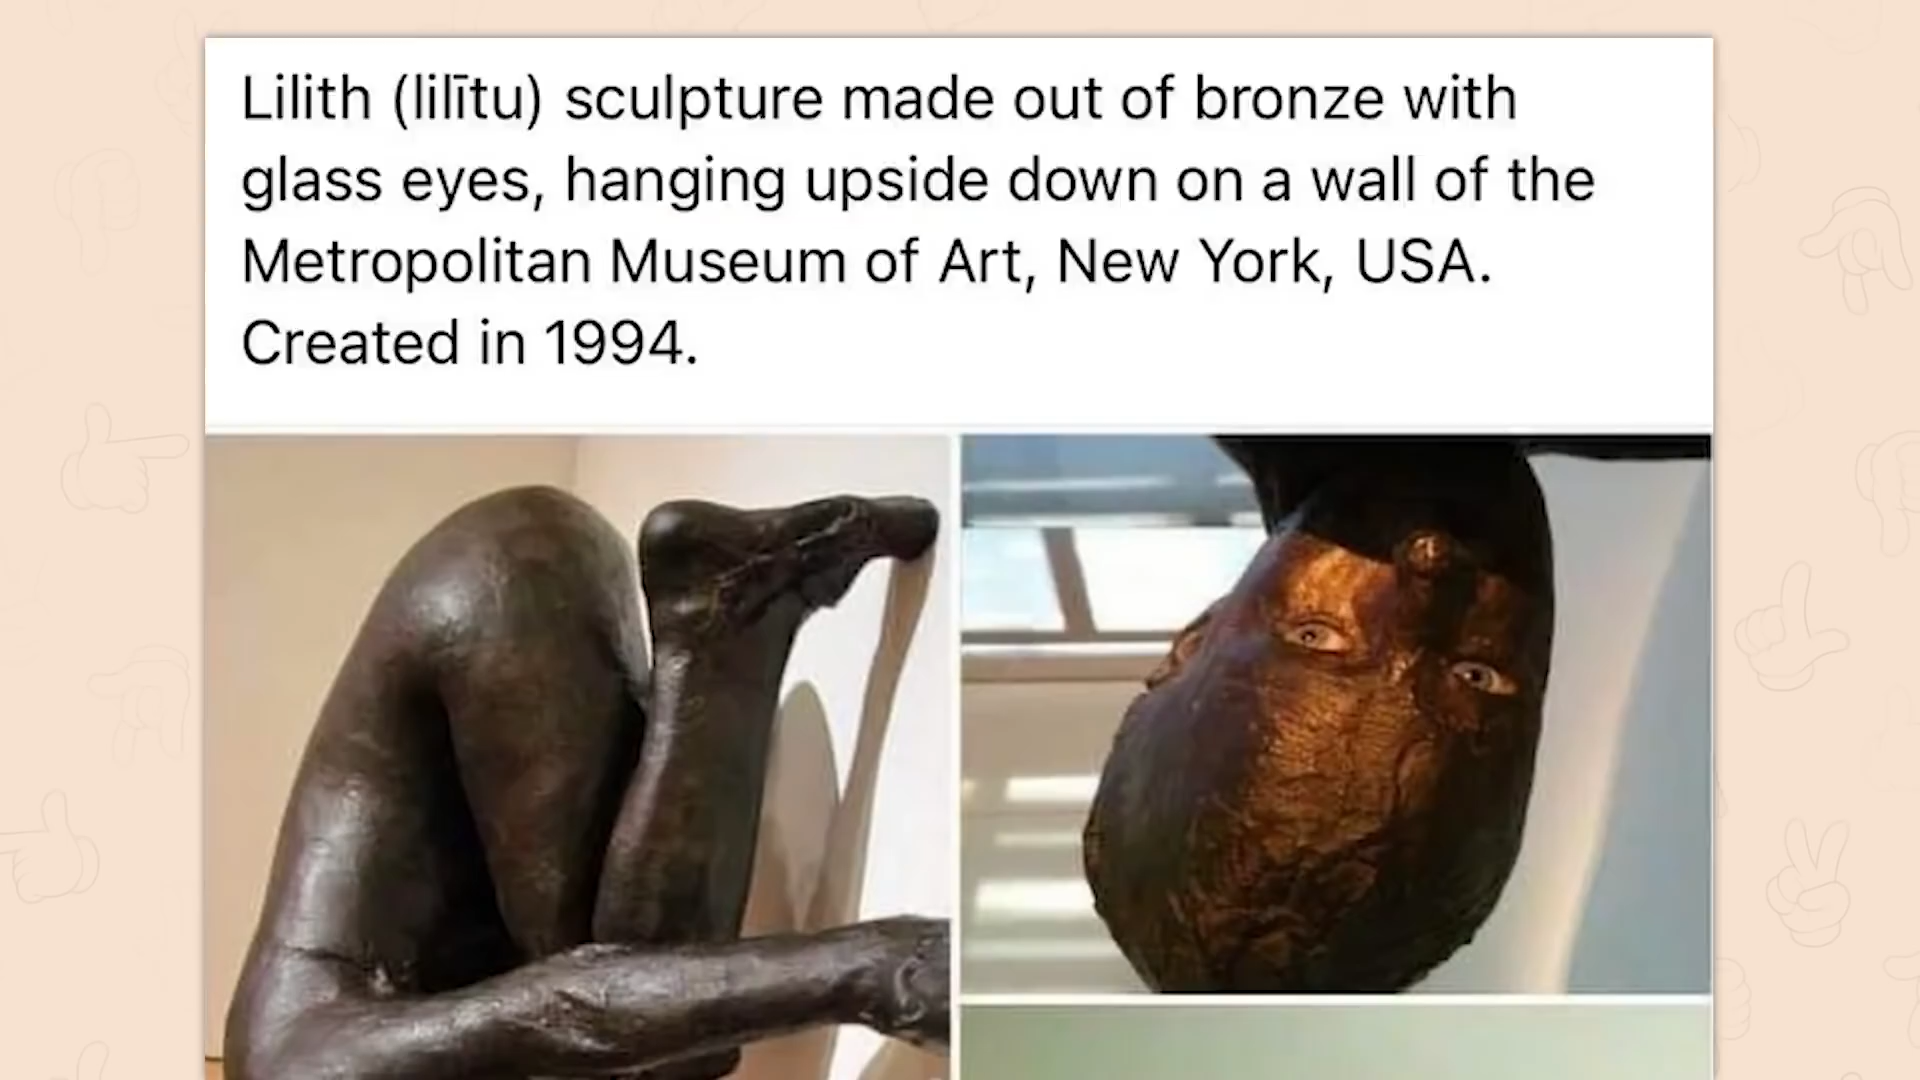 Lilith (lilītu) sculpture made out of bronze with
glass eyes, hanging upside down on a wall of the
Metropolitan Museum of Art, New York, USA.
Created in 1994.